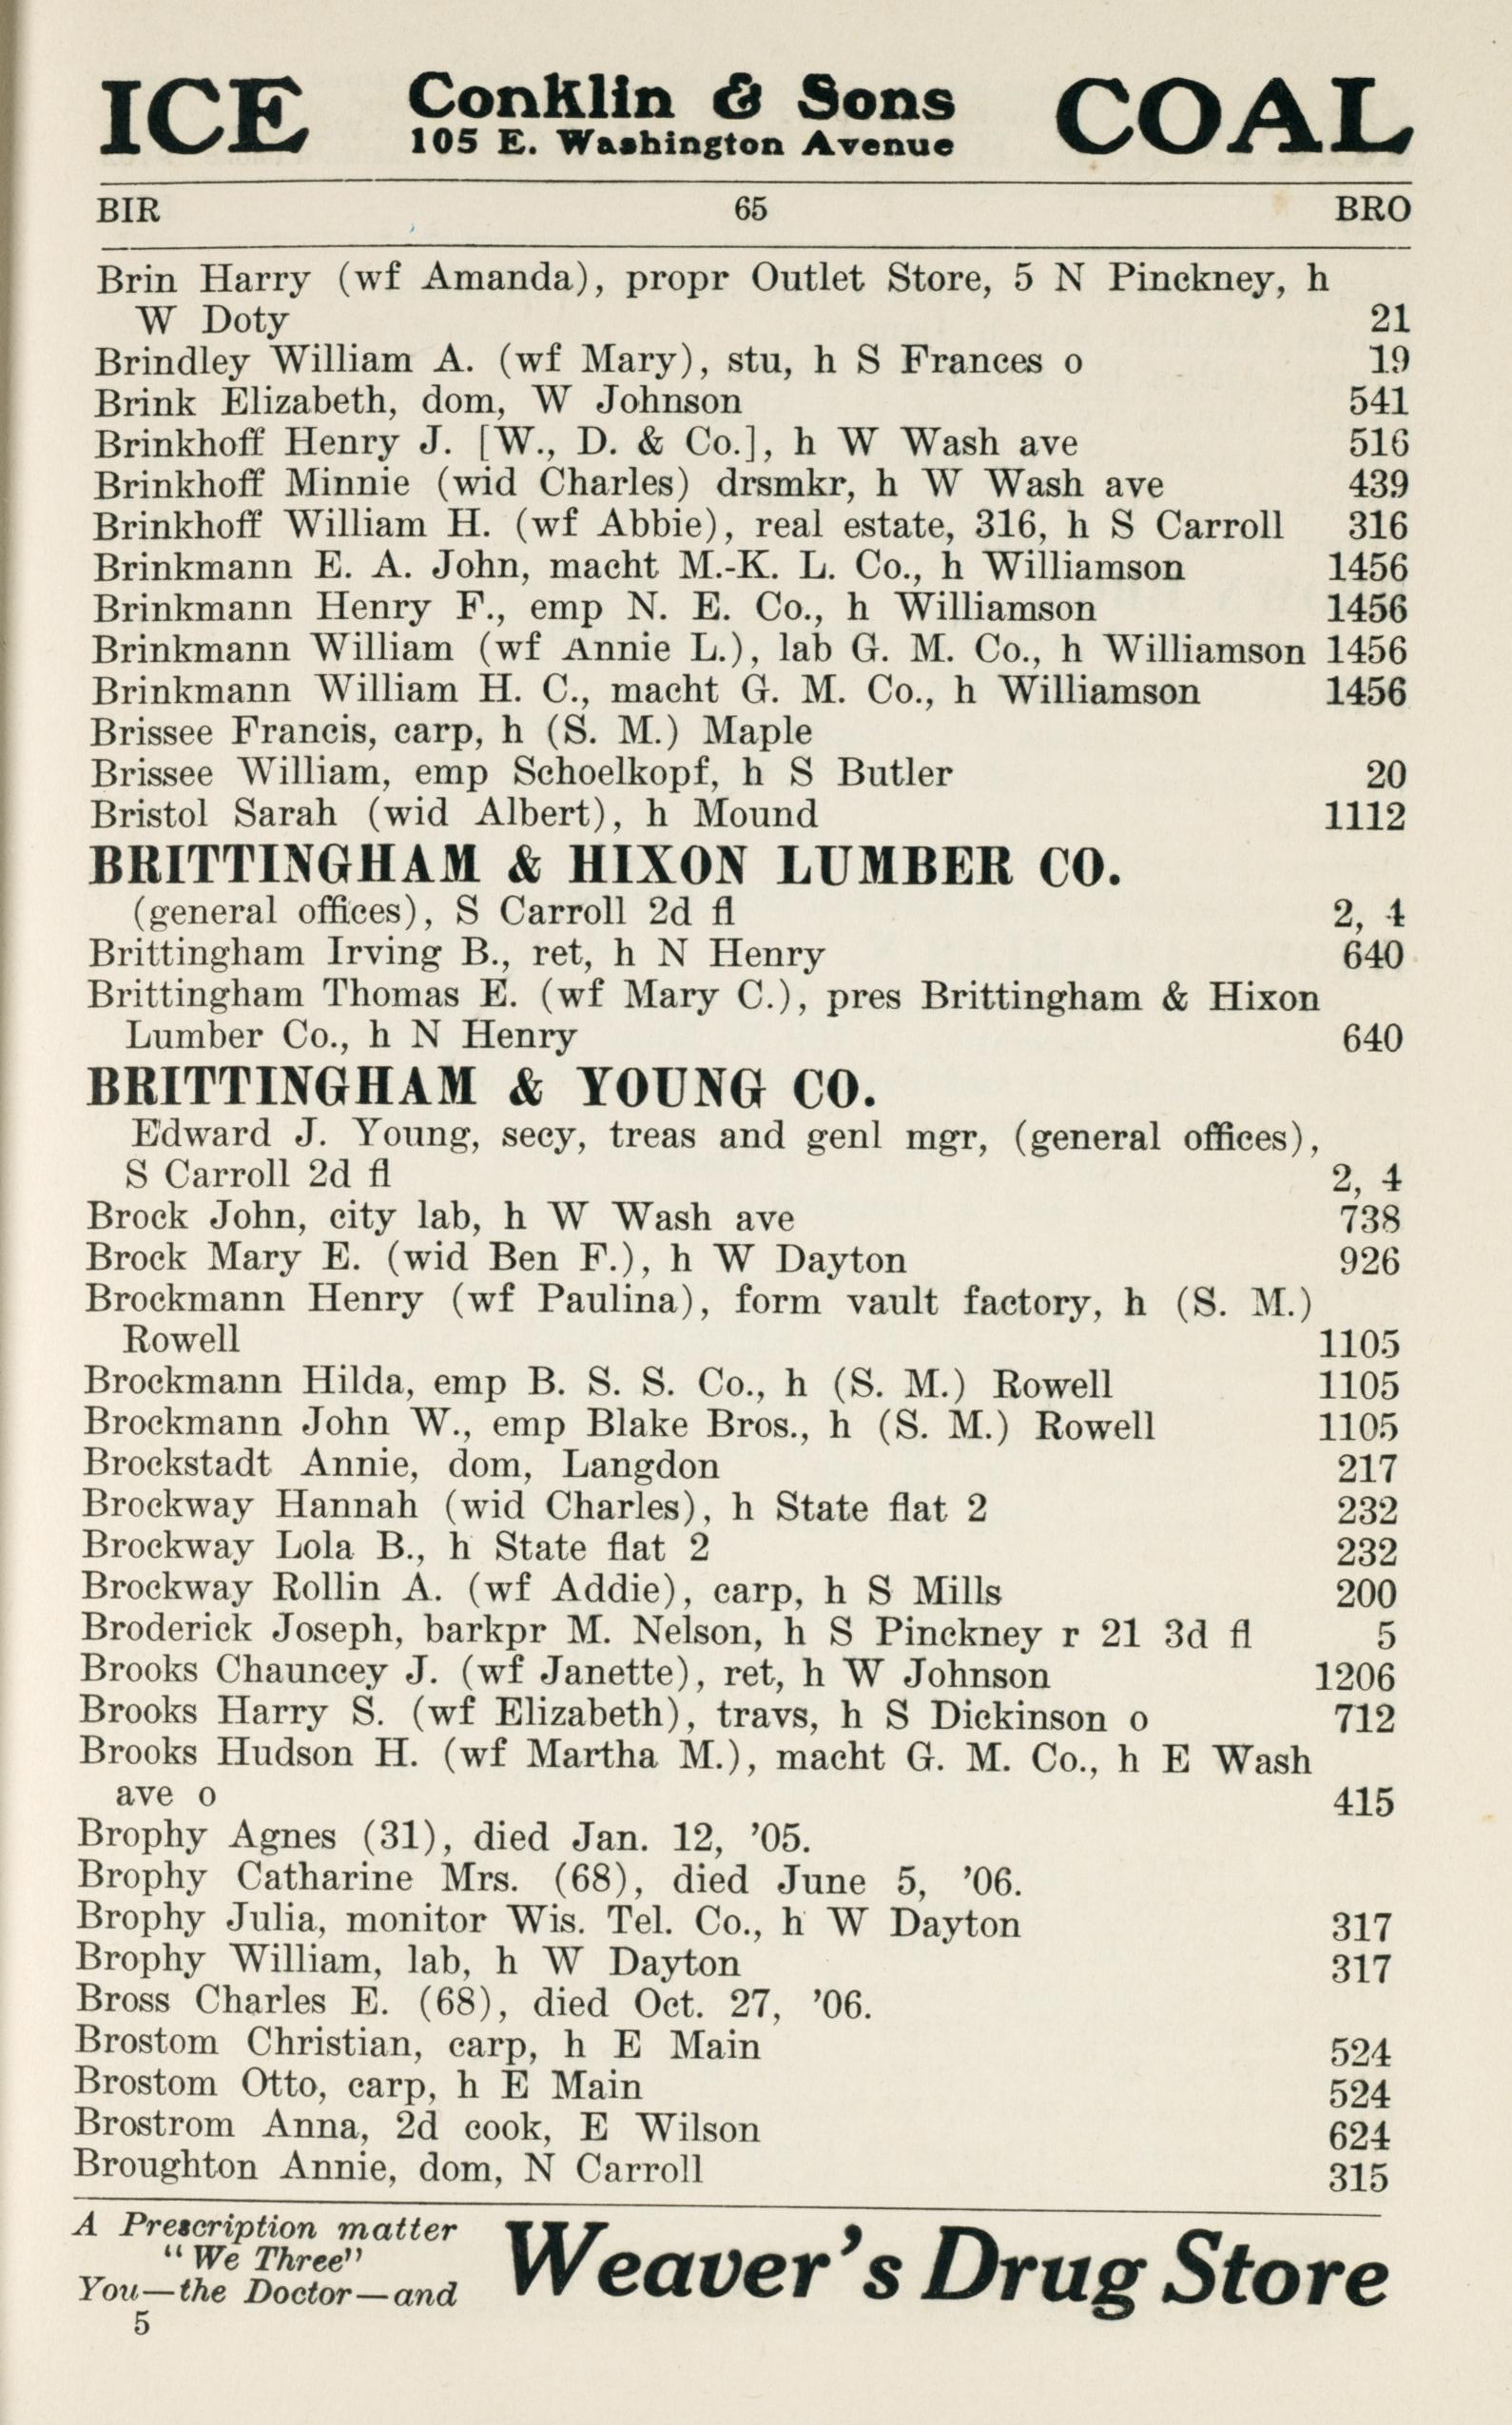 ICE Conklin & Sons COAL
105 E. Washington Avenue
BIR 65 BRO
Brin Harry (wf Amanda), propr Outlet Store, 5 N Pinckney, h
W Doty 21
Brindley William A. (wf Mary), stu, h S Frances o 19
Brink Elizabeth, dom, W Johnson 541
Brinkhoff Henry J. [W., D. & Co.], h W Wash ave 516
Brinkhoff Minnie (wid Charles) drsmkr, h W Wash ave 439
Brinkhoff William H. (wf Abbie), real estate, 316, h S Carroll 316
Brinkmann E. A. John, macht M.-K. L. Co., h Williamson 1456
Brinkmann Henry F., emp N. E. Co., h Williamson 1456
Brinkmann William (wf Annie L.), lab G. M. Co., h Williamson 1456
Brinkmann William H. C., macht G. M. Co., h Williamson 1456
Brissee Francis, carp, h (S. M.) Maple
Brissee William, emp Schoelkopf, h S Butler 20
Bristol Sarah (wid Albert), h Mound 1112
BRITTINGHAM & HIXON LUMBER CO.
(general offices), S Carroll 2d fl 2, 4
Brittingham Irving B., ret, h N Henry 640
Brittingham Thomas E. (wf Mary C.), pres Brittingham & Hixon
Lumber Co., h N Henry 640
BRITTINGHAM & YOUNG CO.
Edward J. Young, secy, treas and genl mgr, (general offices),
S Carroll 2d fl 2, 4
Brock John, city lab, h W Wash ave 738
Brock Mary E. (wid Ben F.), h W Dayton 926
Brockmann Henry (wf Paulina), form vault factory, h (S. M.)
Rowell 1105
Brockmann Hilda, emp B. S. S. Co., h (S. M.) Rowell 1105
Brockmann John W., emp Blake Bros., h (S. M.) Rowell 1105
Brockstadt Annie, dom, Langdon 217
Brockway Hannah (wid Charles), h State flat 2 232
Brockway Lola B., h State flat 2 232
Brockway Rollin A. (wf Addie), carp, h S Mills 200
Broderick Joseph, barkpr M. Nelson, h S Pinckney r 21 3d fl 5
Brooks Chauncey J. (wf Janette), ret, h W Johnson 1206
Brooks Harry S. (wf Elizabeth), travs, h S Dickinson o 712
Brooks Hudson H. (wf Martha M.), macht G. M. Co., h E Wash
ave o 415
Brophy Agnes (31), died Jan. 12, ’05.
Brophy Catharine Mrs. (68), died June 5, ’06.
Brophy Julia, monitor Wis. Tel. Co., h W Dayton 317
Brophy William, lab, h W Dayton 317
Bross Charles E. (68), died Oct. 27, ’06.
Brostom Christian, carp, h E Main 524
Brostom Otto, carp, h E Main 524
Brostrom Anna, 2d cook, E Wilson 624
Broughton Annie, dom, N Carroll 315
A Prescription matter
“We Three”
You—the Doctor—and Weaver’s Drug Store
5